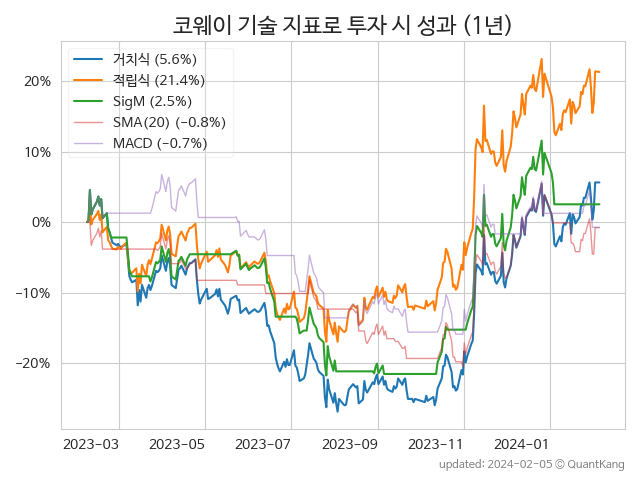 코웨이 기술 지표로 투자 시 성과 (1년)
거치식 (5.6%)
적립식 (21.4%)
SigM (2.5%)
SMA(20) (−0.8%)
MACD (−0.7%)
20%
10%
0%
−10%
−20%
2023-03 2023-05 2023-07 2023-09 2023-11 2024-01
updated: 2024-02-05 © QuantKang